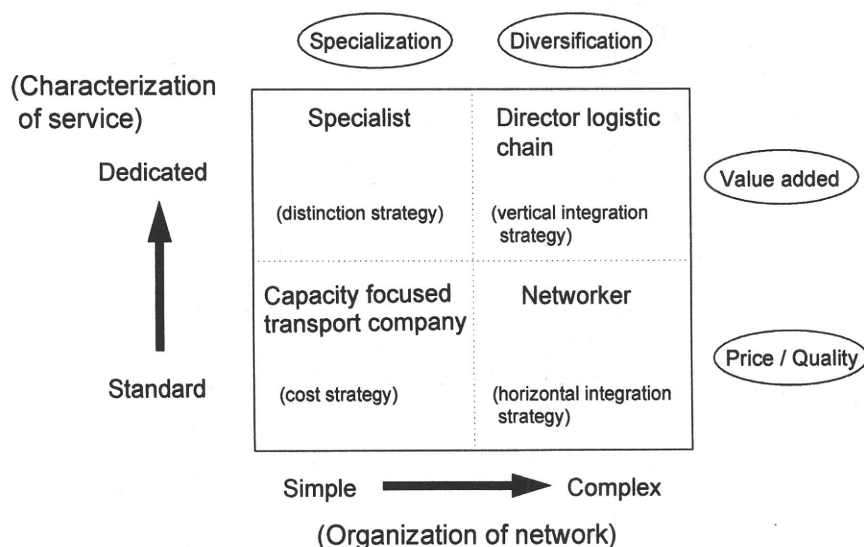 Specialization
Diversification
(Characterization
of service)
Specialist
Director logistic
chain
Dedicated
Value added
(distinction strategy)
(vertical integration
strategy)
Capacity focused
transport company
Networker
Price / Quality
Standard
(cost strategy)
(horizontal integration
strategy)
Simple
Complex
(Organization of network)